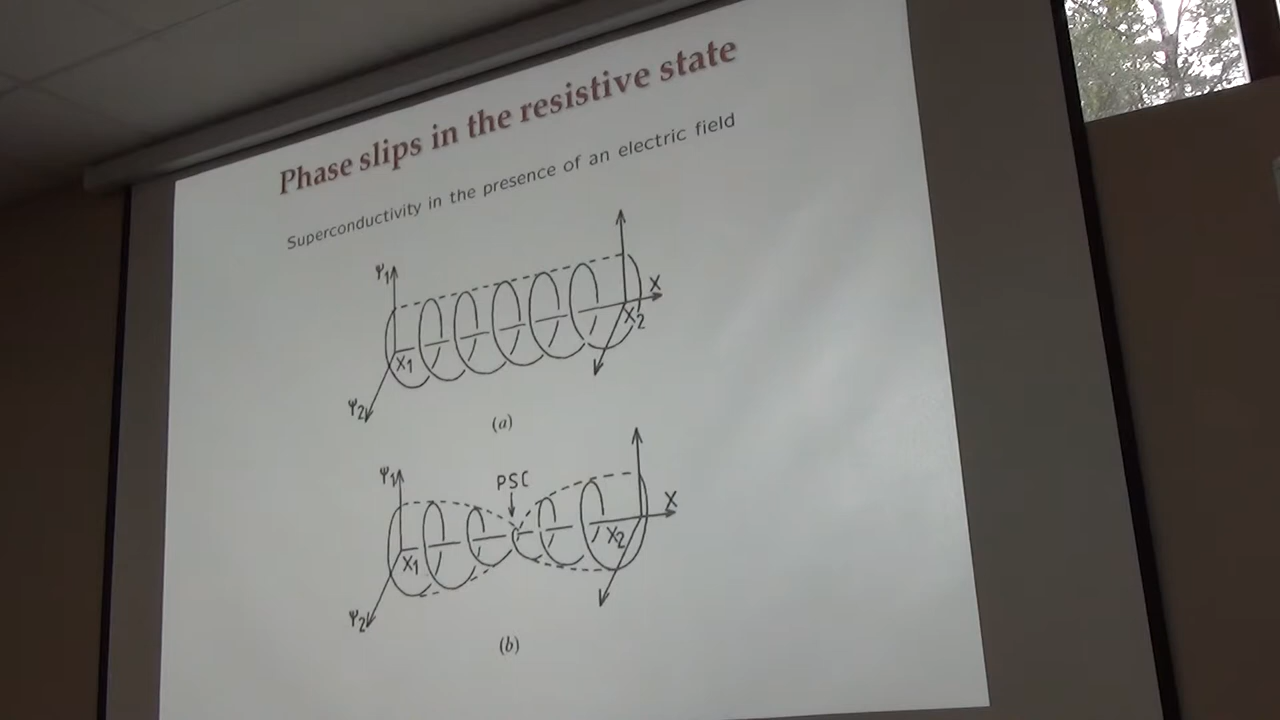 Phase slips in the resistive state
Superconductivity in the presence of an electric field
Ψ1
X
X1
X2
Ψ2
(a)
Ψ1
PSC
X
X1
X2
Ψ2
(b)